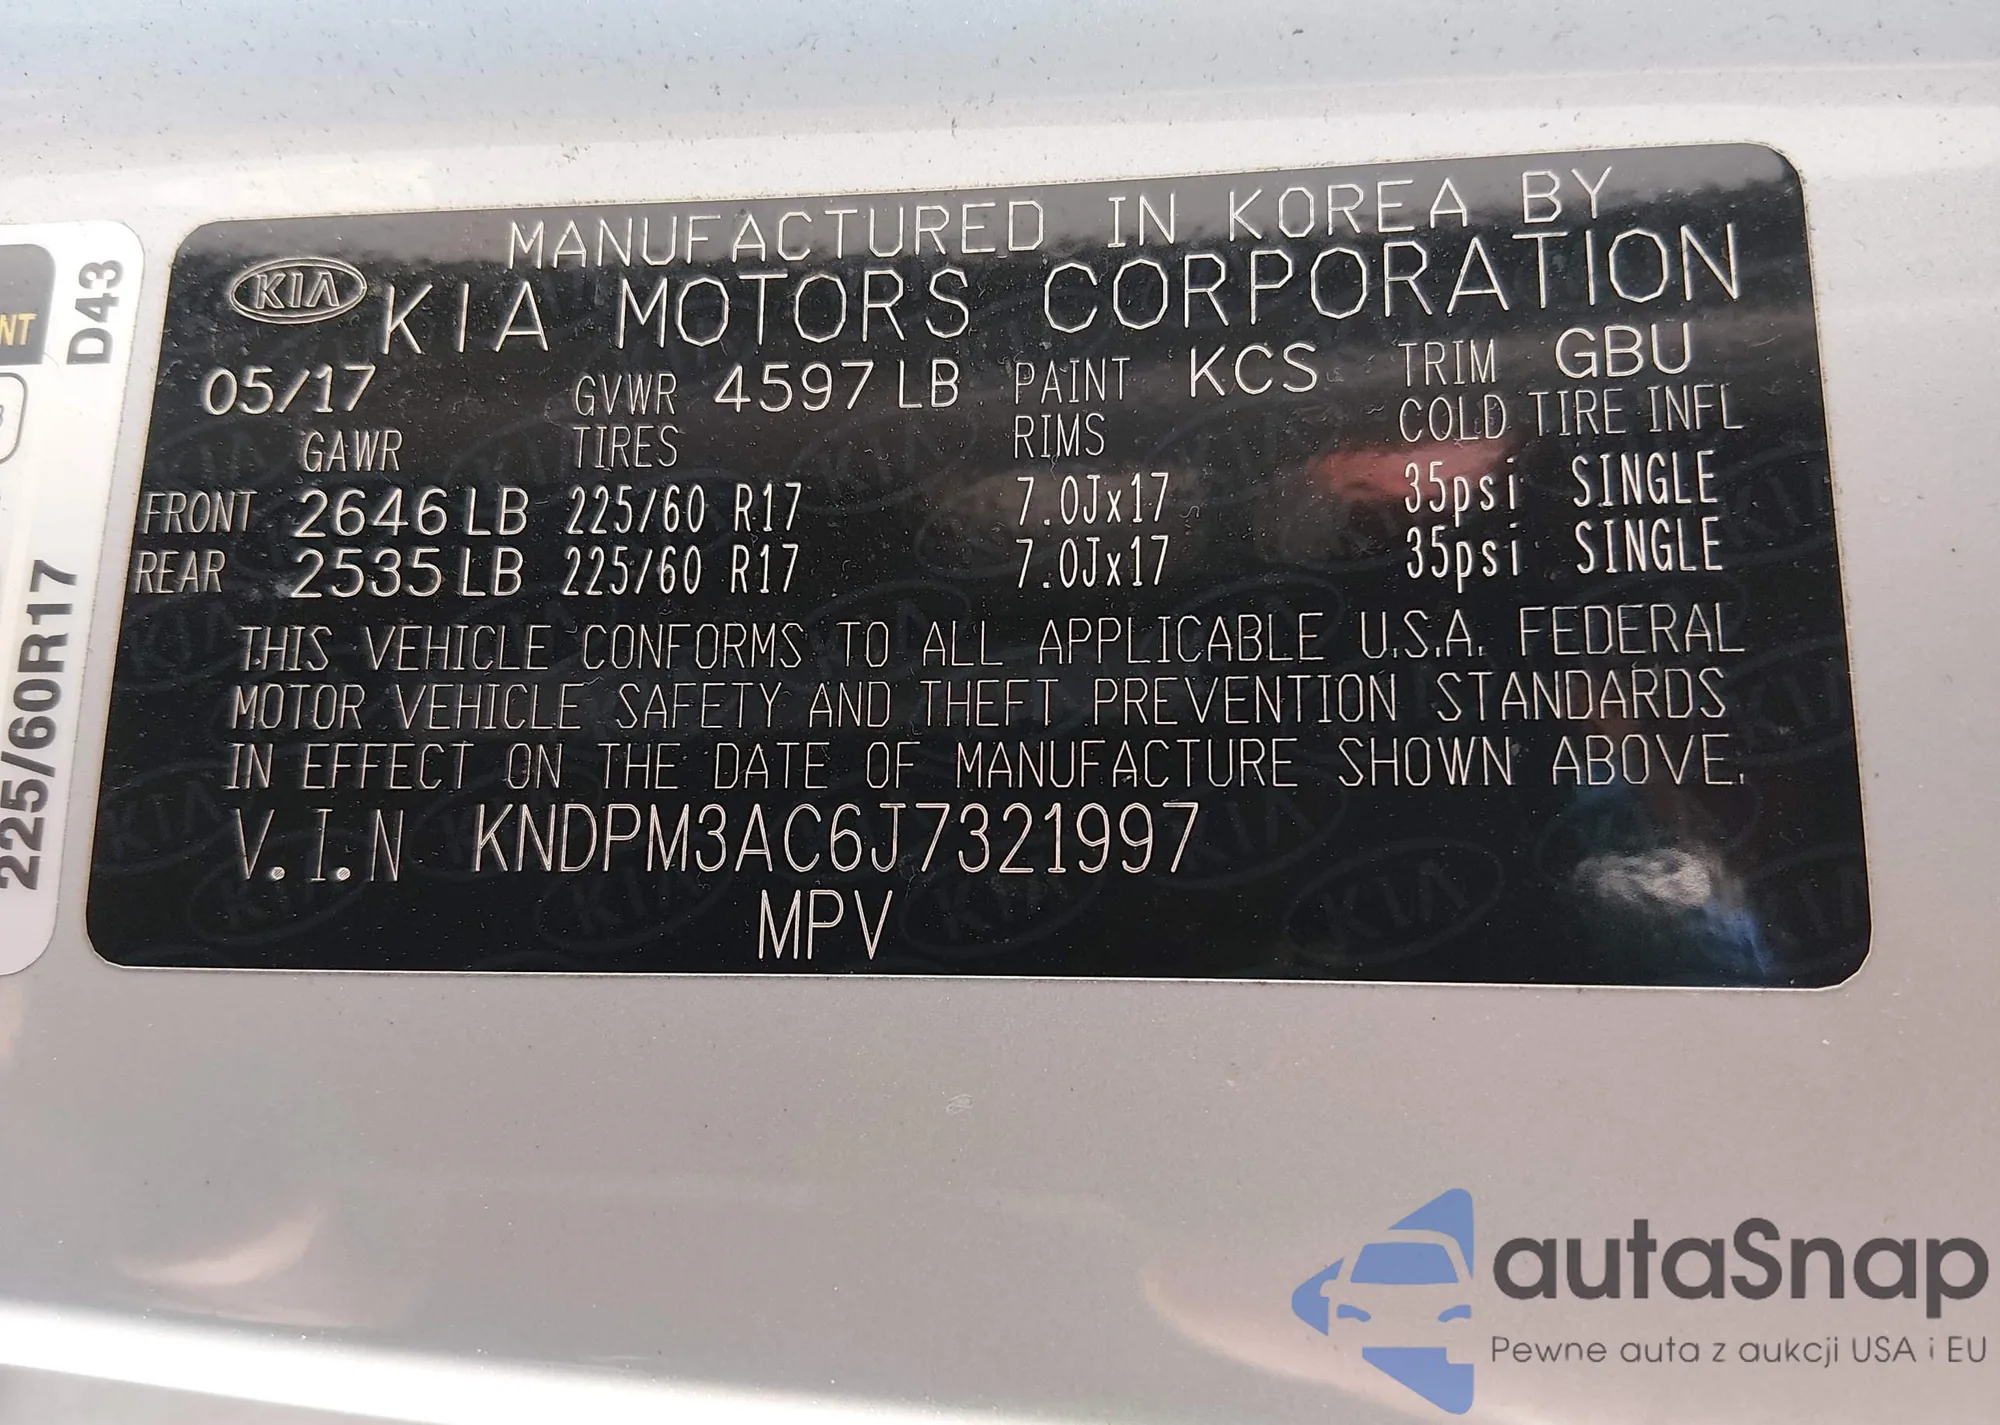 MANUFACTURED IN KOREA BY
KIA KIA MOTORS CORPORATION
05/17 GVWR 4597 LB PAINT KCS TRIM GBU
GAWR TIRES RIMS COLD TIRE INFL
FRONT 2646 LB 225/60 R17 7.0Jx17 35psi SINGLE
REAR 2535 LB 225/60 R17 7.0Jx17 35psi SINGLE
THIS VEHICLE CONFORMS TO ALL APPLICABLE U.S.A. FEDERAL
MOTOR VEHICLE SAFETY AND THEFT PREVENTION STANDARDS
IN EFFECT ON THE DATE OF MANUFACTURE SHOWN ABOVE.
V.I.N KNDPM3AC6J7321997
MPV
D43
225/60R17
autaSnap
Pewne auta z aukcji USA i EU